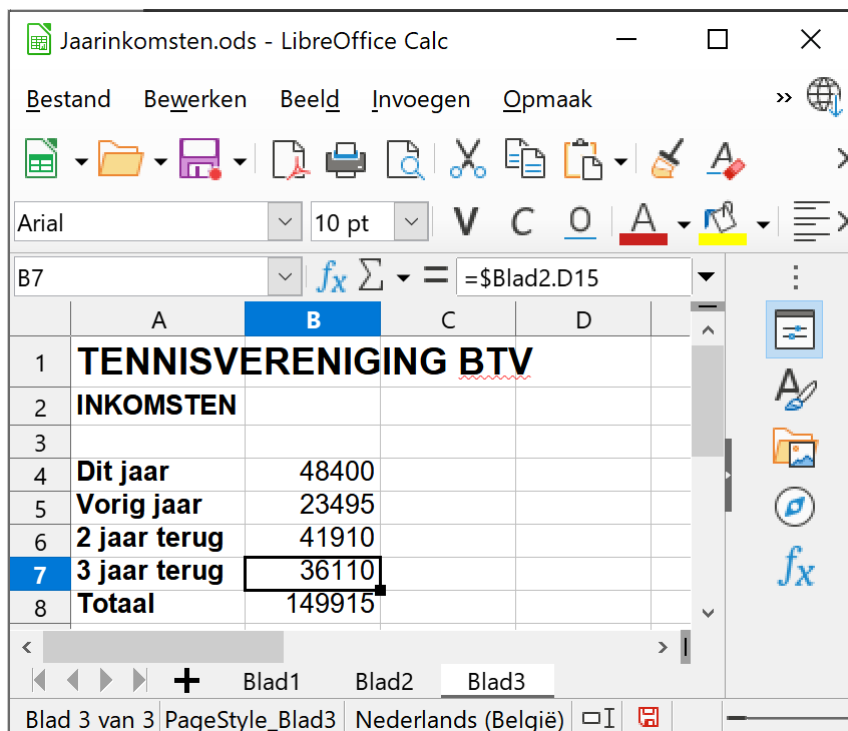 Jaarinkomsten.ods - LibreOffice Calc
Bestand Bewerken Beeld Invoegen Opmaak »
Arial 10 pt V C O A
B7 fx Σ = =$Blad2.D15
A B C D
1 TENNISVERENIGING BTV
2 INKOMSTEN
3
4 Dit jaar 48400
5 Vorig jaar 23495
6 2 jaar terug 41910
7 3 jaar terug 36110
8 Totaal 149915
Blad1 Blad2 Blad3
Blad 3 van 3 PageStyle_Blad3 Nederlands (België)